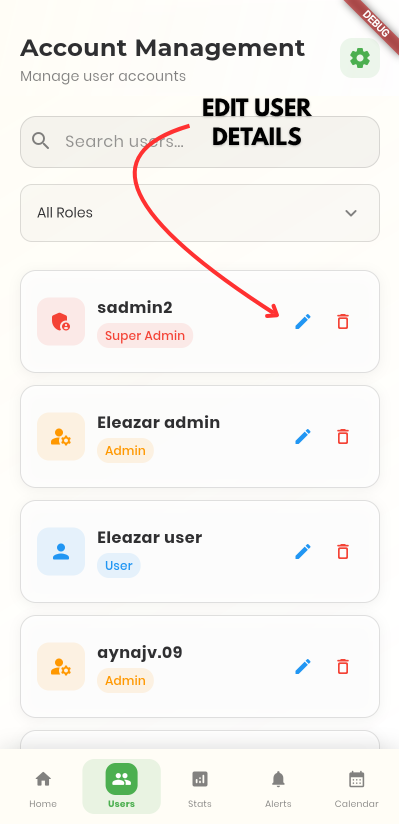 DEBUG
Account Management
Manage user accounts
EDIT USER
DETAILS
Search users...
All Roles
sadmin2
Super Admin
Eleazar admin
Admin
Eleazar user
User
aynajv.09
Admin
Home
Users
Stats
Alerts
Calendar